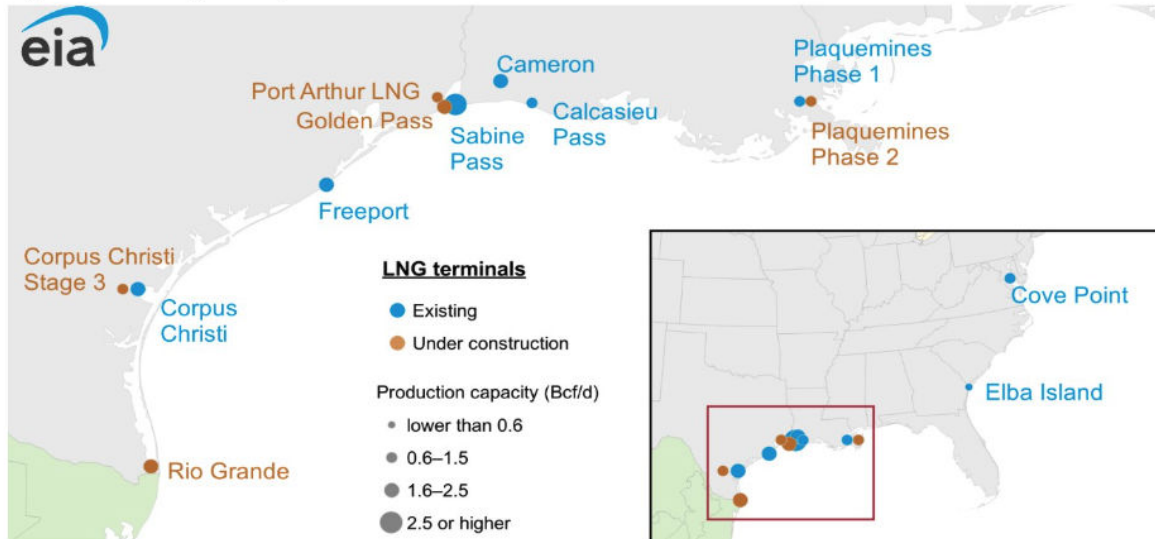 eia
Plaquemines
Phase 1
Cameron
Port Arthur LNG
Golden Pass
Sabine
Pass
Calcasieu
Pass
Plaquemines
Phase 2
Freeport
Corpus Christi
Stage 3
Corpus
Christi
Rio Grande
LNG terminals
Existing
Under construction
Production capacity (Bcf/d)
lower than 0.6
0.6–1.5
1.6–2.5
2.5 or higher
Cove Point
Elba Island